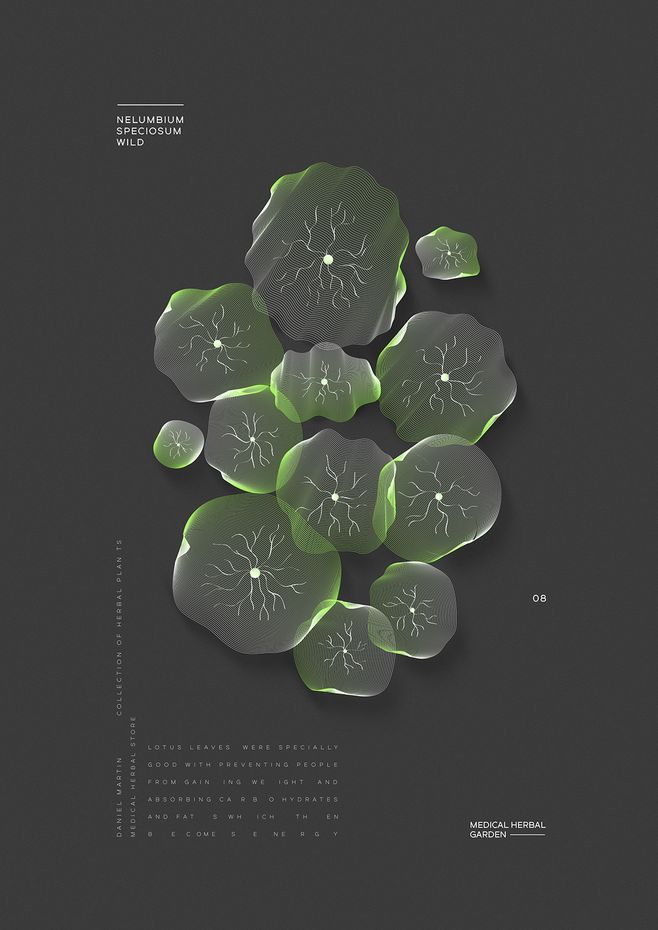 NELUMBIUM
SPECIOSUM
WILD
08
COLLECTION OF HERBAL PLAN TS
DANIEL MARTIN
MEDICAL HERBAL STORE
LOTUS LEAVES WERE SPECIALLY
GOOD WITH PREVENTING PEOPLE
FROM GAIN ING WE IGHT AND
ABSORBING CA R B O HYDRATES
AND FAT S WH ICH TH EN
B E COME S E NE R G Y
MEDICAL HERBAL
GARDEN